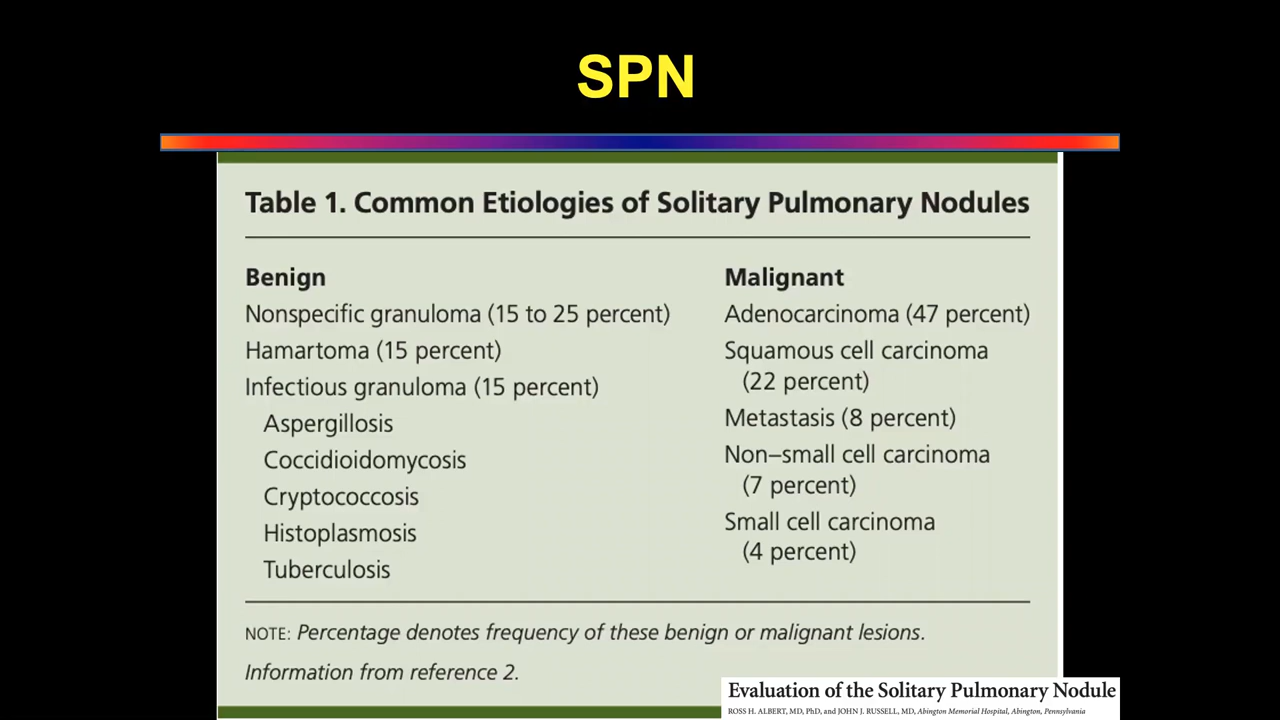 SPN
Table 1. Common Etiologies of Solitary Pulmonary Nodules
Benign
Nonspecific granuloma (15 to 25 percent)
Hamartoma (15 percent)
Infectious granuloma (15 percent)
Aspergillosis
Coccidioidomycosis
Cryptococcosis
Histoplasmosis
Tuberculosis
Malignant
Adenocarcinoma (47 percent)
Squamous cell carcinoma
(22 percent)
Metastasis (8 percent)
Non–small cell carcinoma
(7 percent)
Small cell carcinoma
(4 percent)
NOTE: Percentage denotes frequency of these benign or malignant lesions.
Information from reference 2.
Evaluation of the Solitary Pulmonary Nodule
ROSS H. ALBERT, MD, PhD, and JOHN J. RUSSELL, MD, Abington Memorial Hospital, Abington, Pennsylvania